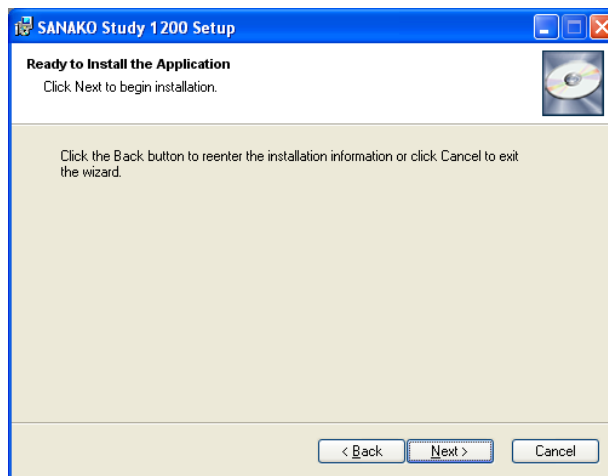 SANAKO Study 1200 Setup
Ready to Install the Application
Click Next to begin installation.
Click the Back button to reenter the installation information or click Cancel to exit
the wizard.
< Back Next > Cancel